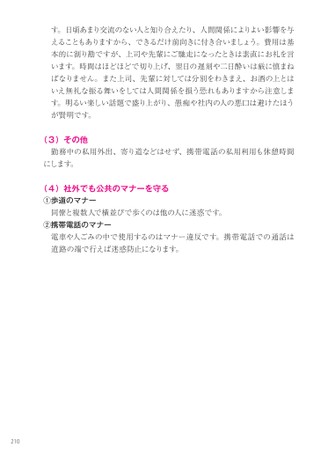 す。日頃あまり交流のない人と知り合えたり、人間関係によりよい影響を与
えることもありますから、できるだけ前向きに付き合いましょう。費用は基
本的に割り勘ですが、上司や先輩にご馳走になったときは素直にお礼を言
います。時間はほどほどで切り上げ、翌日の遅刻や二日酔いは厳に慎まね
ばなりません。また上司、先輩に対しては分別をわきまえ、お酒の上とは
いえ無礼な振る舞いをしては人間関係を損う恐れもありますから注意しま
す。明るい楽しい話題で盛り上がり、愚痴や社内の人の悪口は避けたほう
が賢明です。
（3）その他
勤務中の私用外出、寄り道などはせず、携帯電話の私用利用も休憩時間
にします。
（4）社外でも公共のマナーを守る
①歩道のマナー
同僚と複数人で横並びで歩くのは他の人に迷惑です。
②携帯電話のマナー
電車や人ごみの中で使用するのはマナー違反です。携帯電話での通話は
道路の端で行えば迷惑防止になります。
216